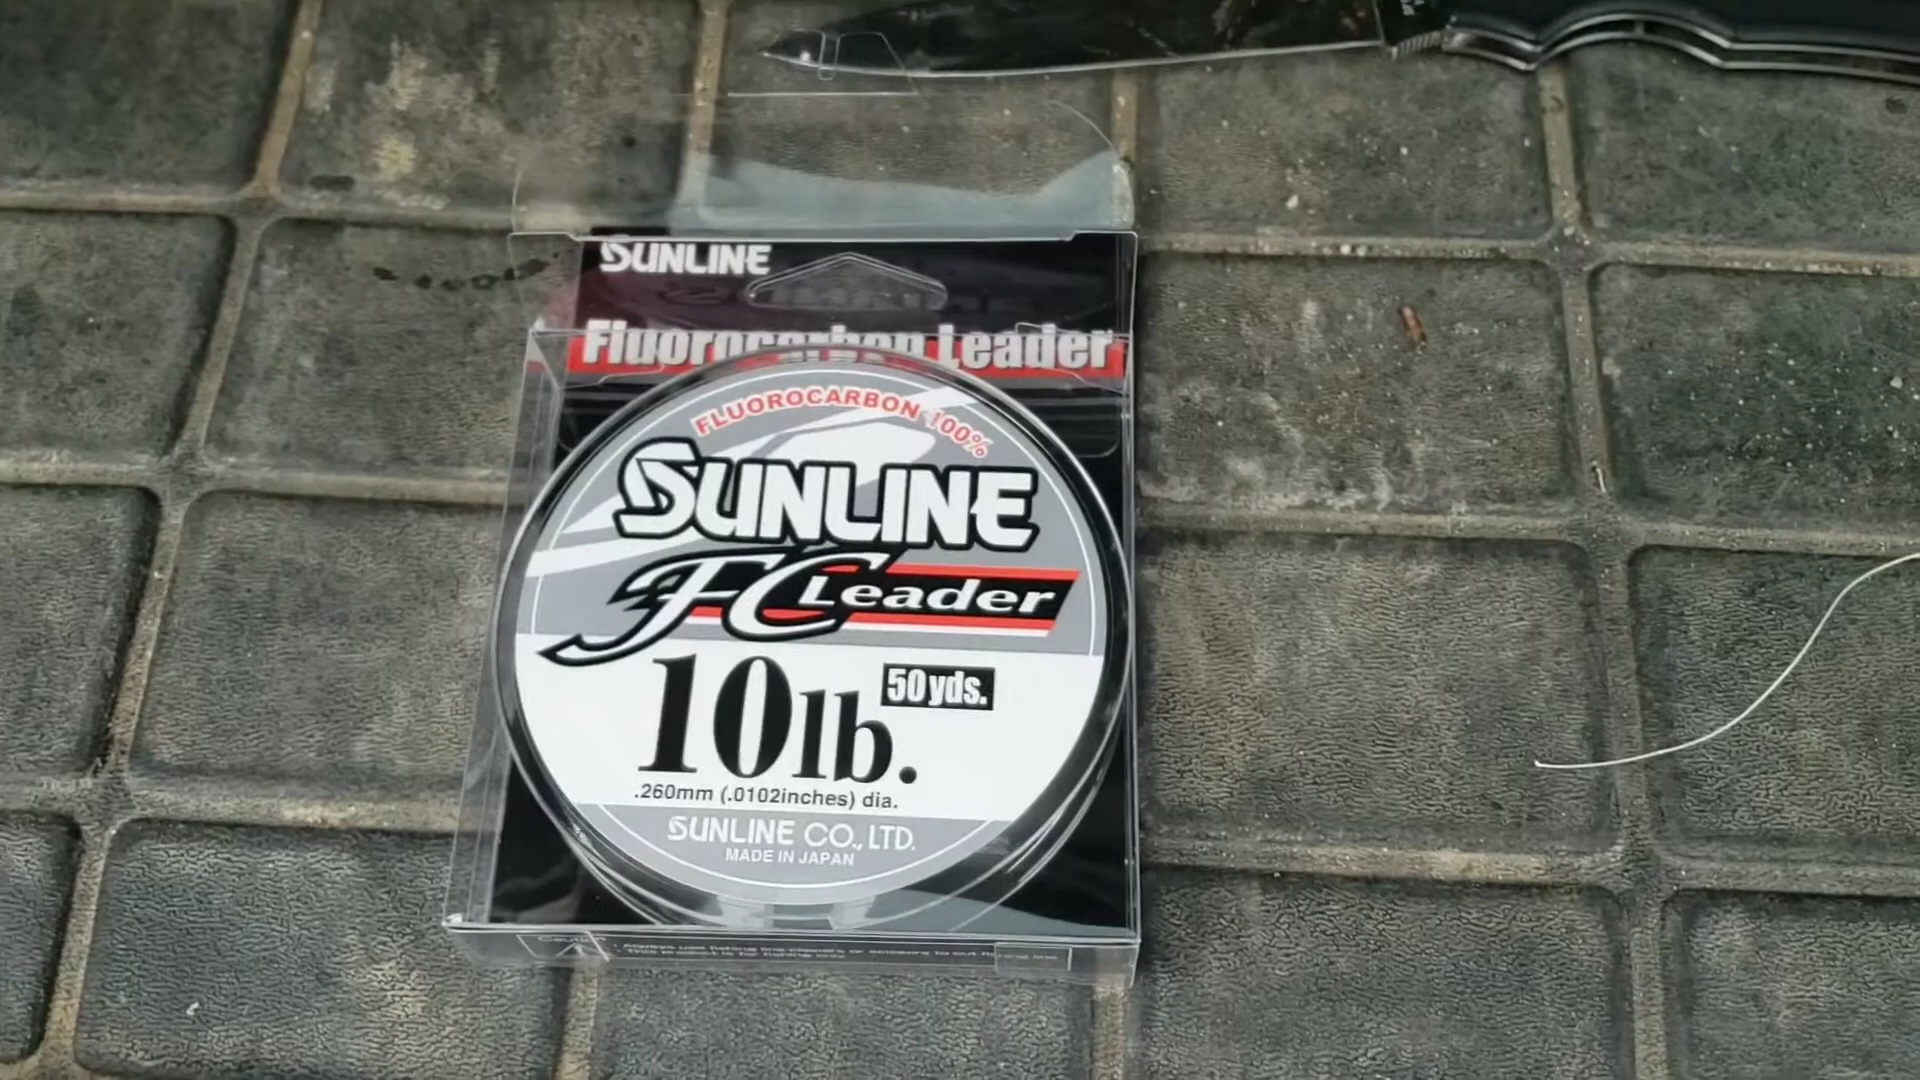 SUNLINE
Fluorocarbon Leader
FLUOROCARBON 100%
SUNLINE
FC Leader
10lb.
50yds.
.260mm (.0102inches) dia.
SUNLINE CO., LTD.
MADE IN JAPAN
Caution